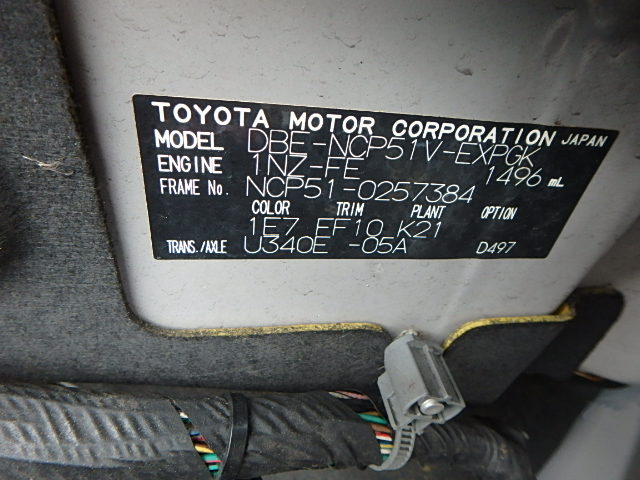 TOYOTA MOTOR CORPORATION JAPAN
MODEL DBE-NCP51V-EXPGK
ENGINE 1NZ-FE 1496 mL
FRAME No. NCP51-0257384
COLOR TRIM PLANT OPTION
1E7 FF10 K21
TRANS./AXLE U340E -05A D497